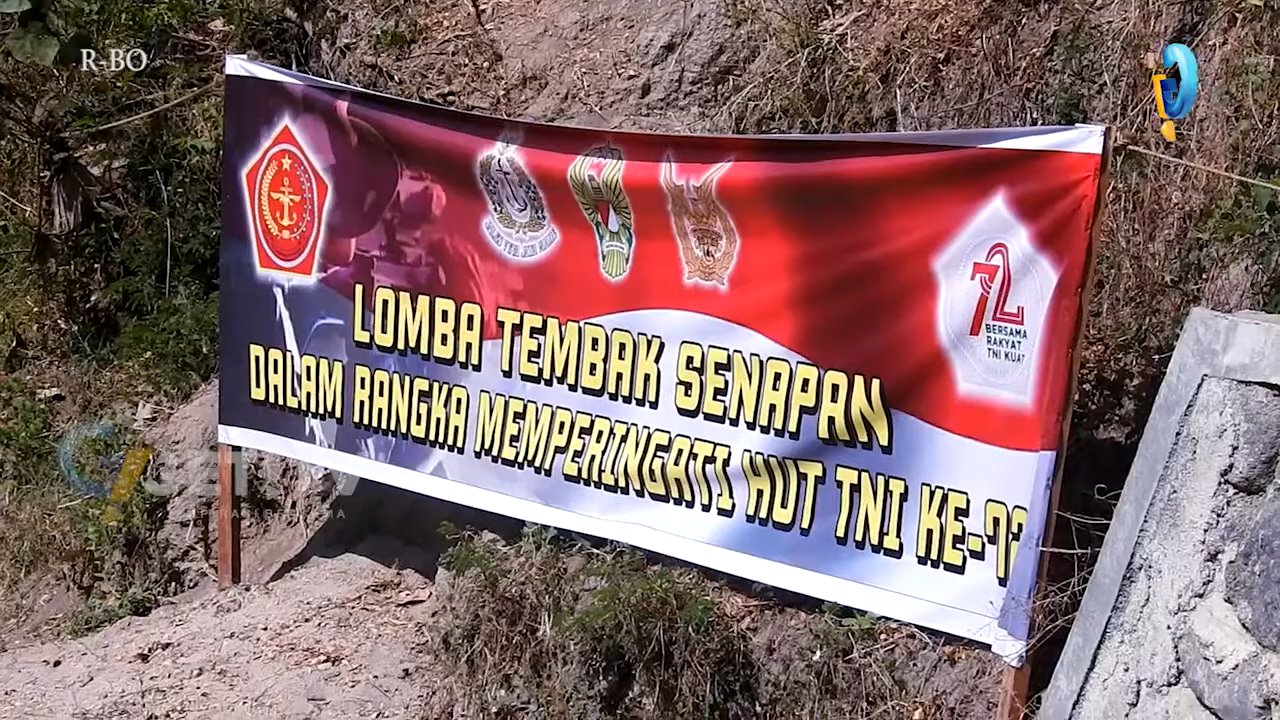 R-BO
LOMBA TEMBAK SENAPAN
DALAM RANGKA MEMPERINGATI HUT TNI KE-72
72
BERSAMA
RAKYAT
TNI KUAT